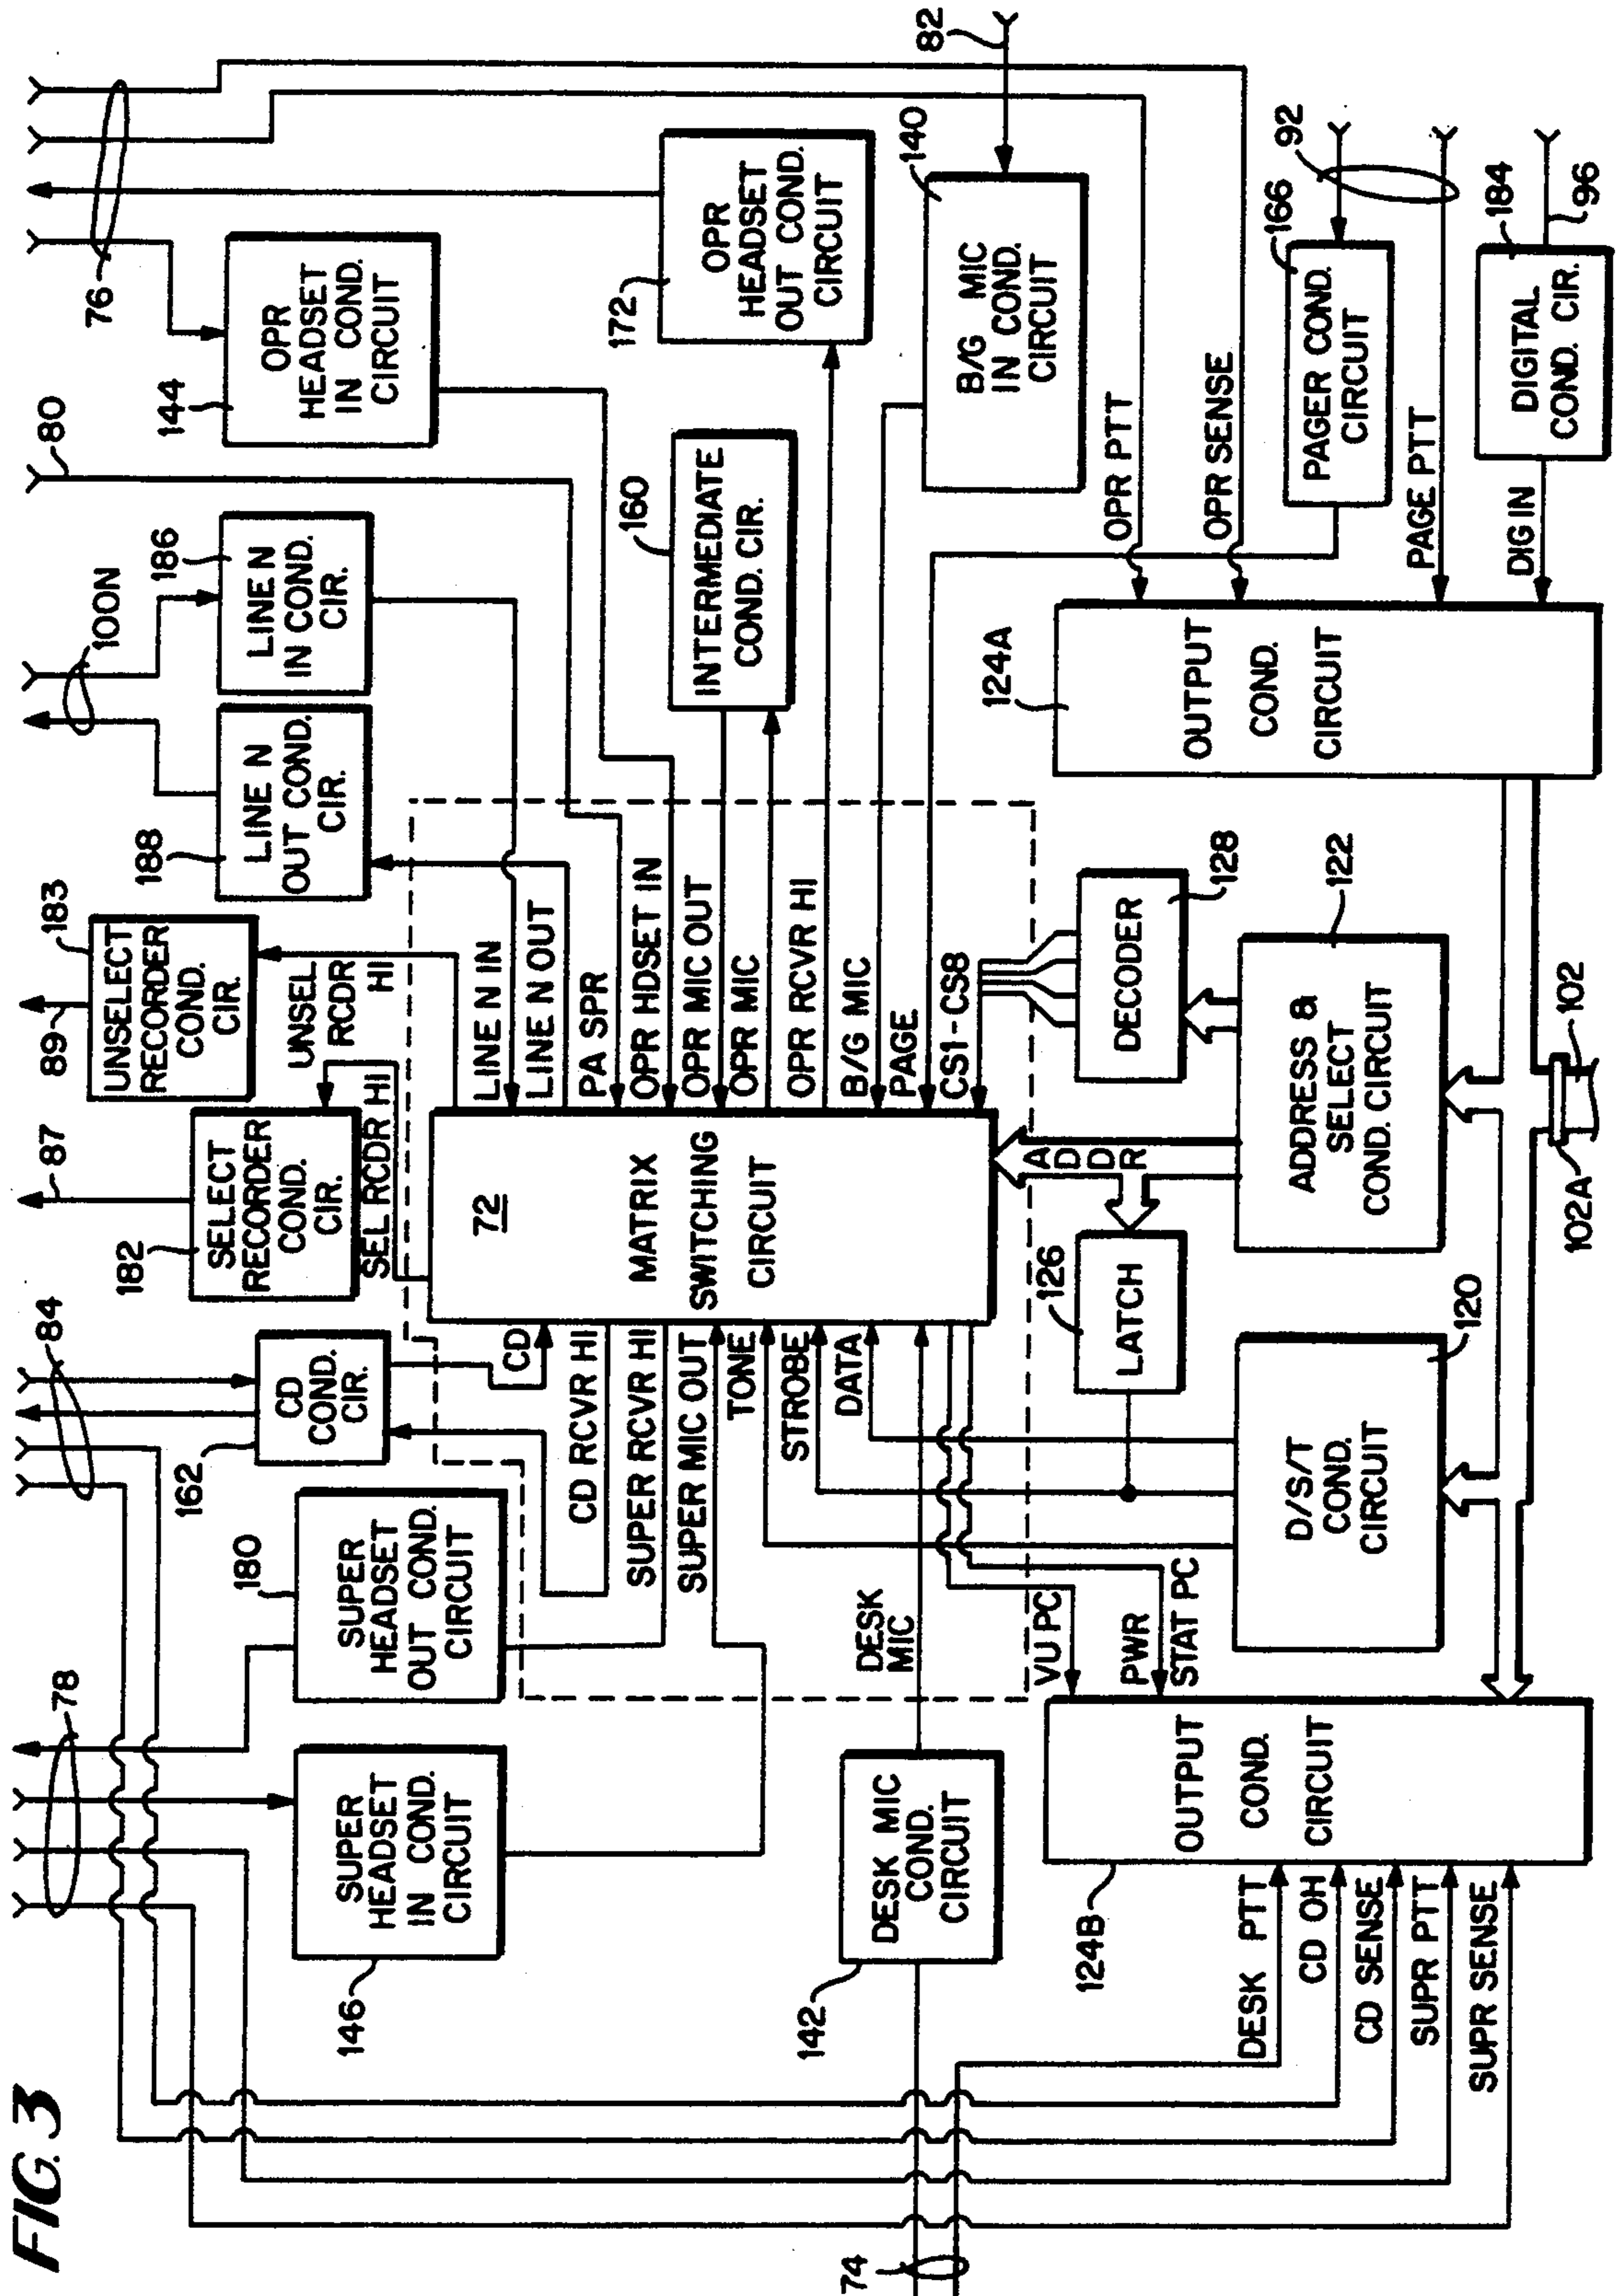 FIG. 3
78
84
87
89
100N
80
76
182
183
188
186
144
SELECT
RECORDER
COND.
CIR.
UNSELECT
RECORDER
COND.
CIR.
LINE N
OUT COND.
CIR.
LINE N
IN COND.
CIR.
OPR
HEADSET
IN COND.
CIRCUIT
162
CD
COND.
CIR.
180
SUPER
HEADSET
OUT COND.
CIRCUIT
146
SUPER
HEADSET
IN COND.
CIRCUIT
SEL RCDR HI
UNSEL
RCDR
HI
172
OPR
HEADSET
OUT COND.
CIRCUIT
82
CD
CD RCVR HI
SUPER RCVR HI
SUPER MIC OUT
TONE
STROBE
DATA
DESK
MIC
VU PC
PWR
STAT PC
72
MATRIX
SWITCHING
CIRCUIT
LINE N IN
LINE N OUT
PA SPR
OPR HDSET IN
OPR MIC OUT
OPR MIC
OPR RCVR HI
B/G MIC
PAGE
CS1-CS8
160
INTERMEDIATE
COND. CIR.
140
B/G MIC
IN COND.
CIRCUIT
142
DESK MIC
COND.
CIRCUIT
74
ADDR
126
LATCH
128
DECODER
OPR PTT
OPR SENSE
PAGE PTT
DIG IN
92
166
PAGER COND.
CIRCUIT
184
DIGITAL
COND. CIR.
96
DESK PTT
CD OH
CD SENSE
SUPR PTT
SUPR SENSE
124B
OUTPUT
COND.
CIRCUIT
120
D/S/T
COND.
CIRCUIT
122
ADDRESS &
SELECT
COND. CIRCUIT
124A
OUTPUT
COND.
CIRCUIT
102A
102